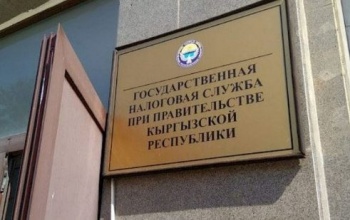 ГОСУДАРСТВЕННАЯ
НАЛОГОВАЯ СЛУЖБА
ПРИ ПРАВИТЕЛЬСТВЕ
КЫРГЫЗСКОЙ
РЕСПУБЛИКИ